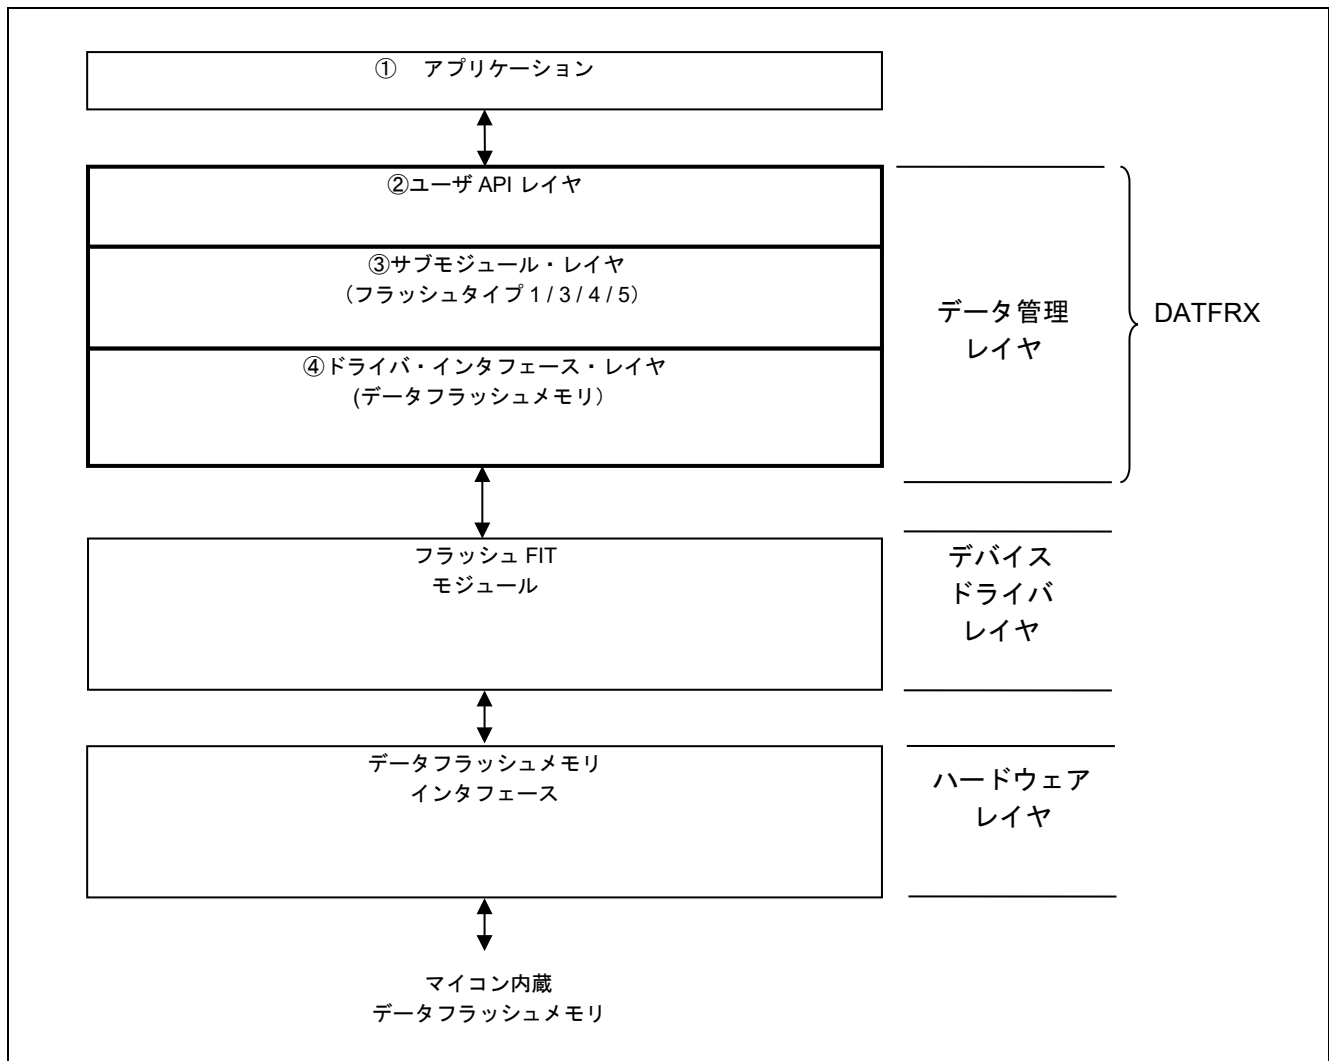 ① アプリケーション
②ユーザ API レイヤ
③サブモジュール・レイヤ
（フラッシュタイプ 1 / 3 / 4 / 5）
④ドライバ・インタフェース・レイヤ
(データフラッシュメモリ）
データ管理
レイヤ
DATFRX
フラッシュ FIT
モジュール
デバイス
ドライバ
レイヤ
データフラッシュメモリ
インタフェース
ハードウェア
レイヤ
マイコン内蔵
データフラッシュメモリ